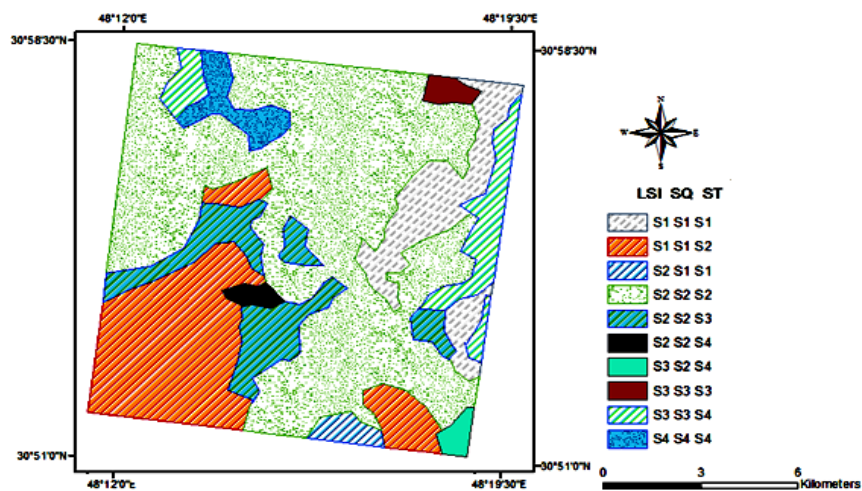 48°12'0"E 48°19'30"E
30°58'30"N 30°58'30"N
N
W E
S
LSI SQ ST
S1 S1 S1
S1 S1 S2
S2 S1 S1
S2 S2 S2
S2 S2 S3
S2 S2 S4
S3 S2 S4
S3 S3 S3
S3 S3 S4
S4 S4 S4
30°51'0"N 30°51'0"N
48°12'0"E 48°19'30"E
0 3 6
Kilometers